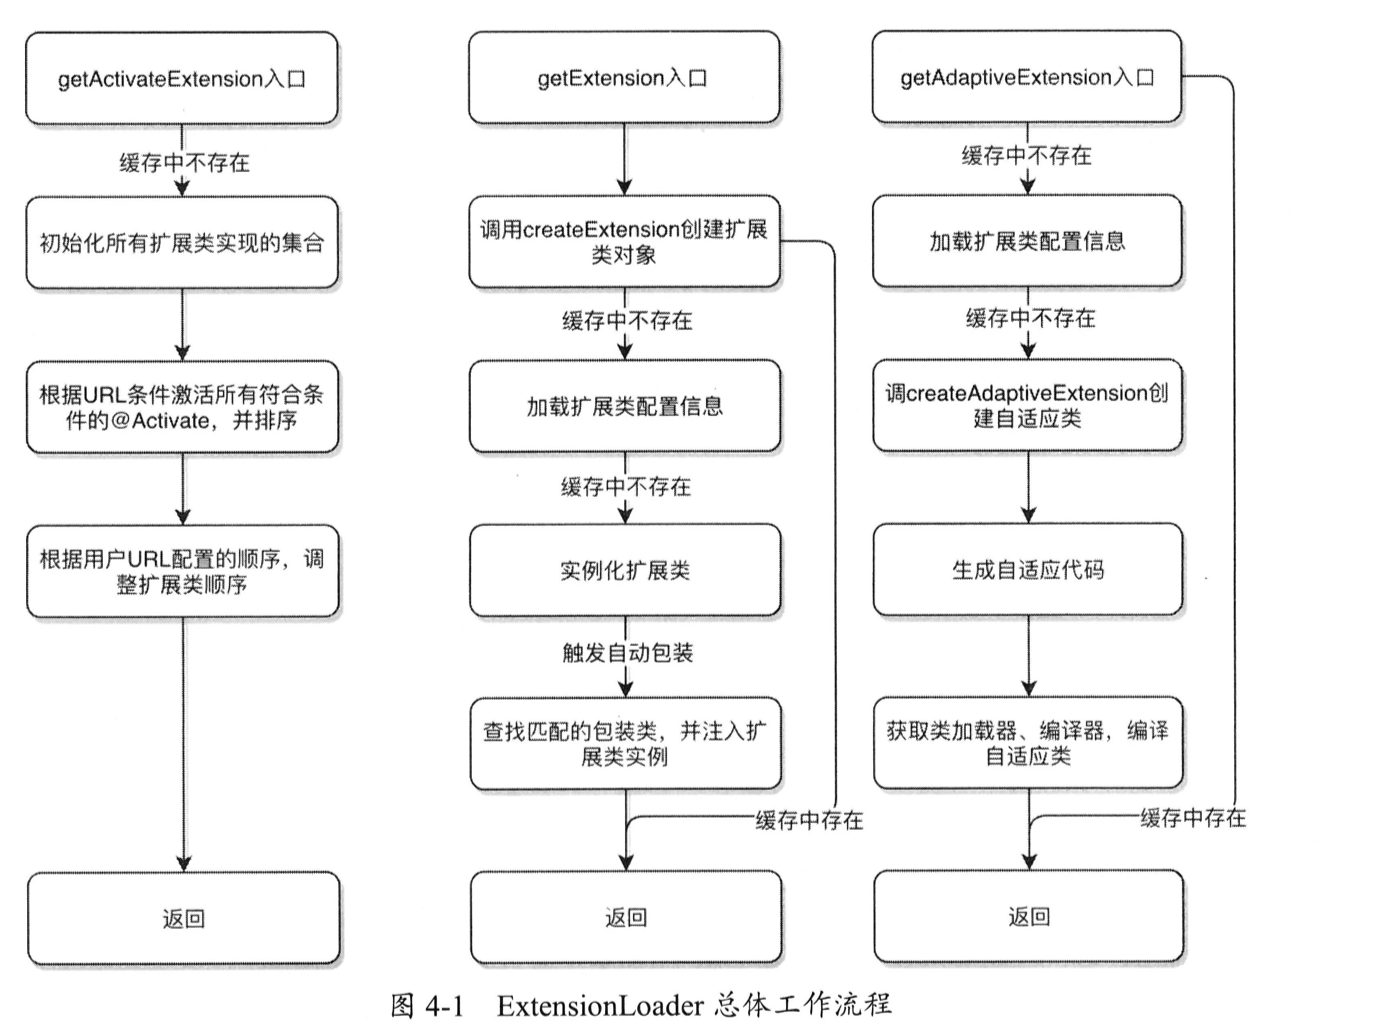 getActivateExtension入口
缓存中不存在
初始化所有扩展类实现的集合
根据URL条件激活所有符合条
件的@Activate，并排序
根据用户URL配置的顺序，调
整扩展类顺序
返回
getExtension入口
调用createExtension创建扩展
类对象
缓存中不存在
加载扩展类配置信息
缓存中不存在
实例化扩展类
触发自动包装
查找匹配的包装类，并注入扩
展类实例
缓存中存在
返回
getAdaptiveExtension入口
缓存中不存在
加载扩展类配置信息
缓存中不存在
调createAdaptiveExtension创
建自适应类
生成自适应代码
获取类加载器、编译器，编译
自适应类
缓存中存在
返回
图 4-1 ExtensionLoader 总体工作流程